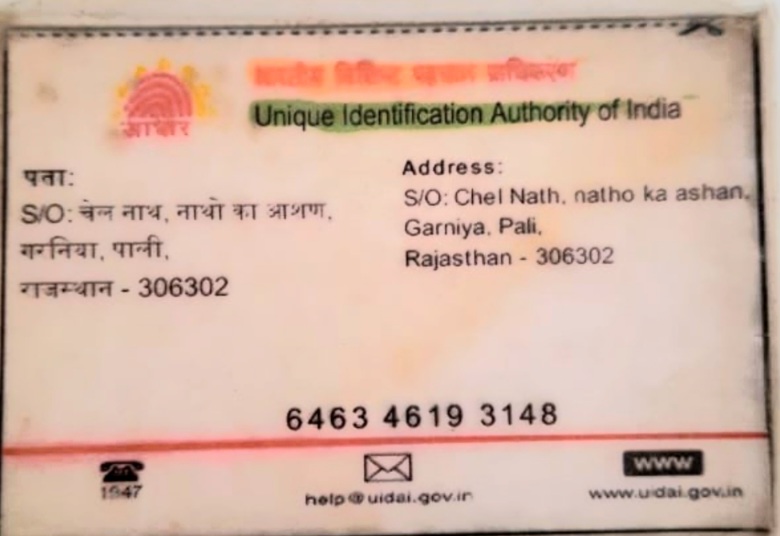 भारतीय विशिष्ट पहचान प्राधिकरण
Unique Identification Authority of India
आधार
पता:
S/O: चेल नाथ, नाथो का आशण,
गरनिया, पाली,
राजस्थान - 306302
Address:
S/O: Chel Nath, natho ka ashan,
Garniya, Pali,
Rajasthan - 306302
6463 4619 3148
1947
help@uidai.gov.in
www
www.uidai.gov.in